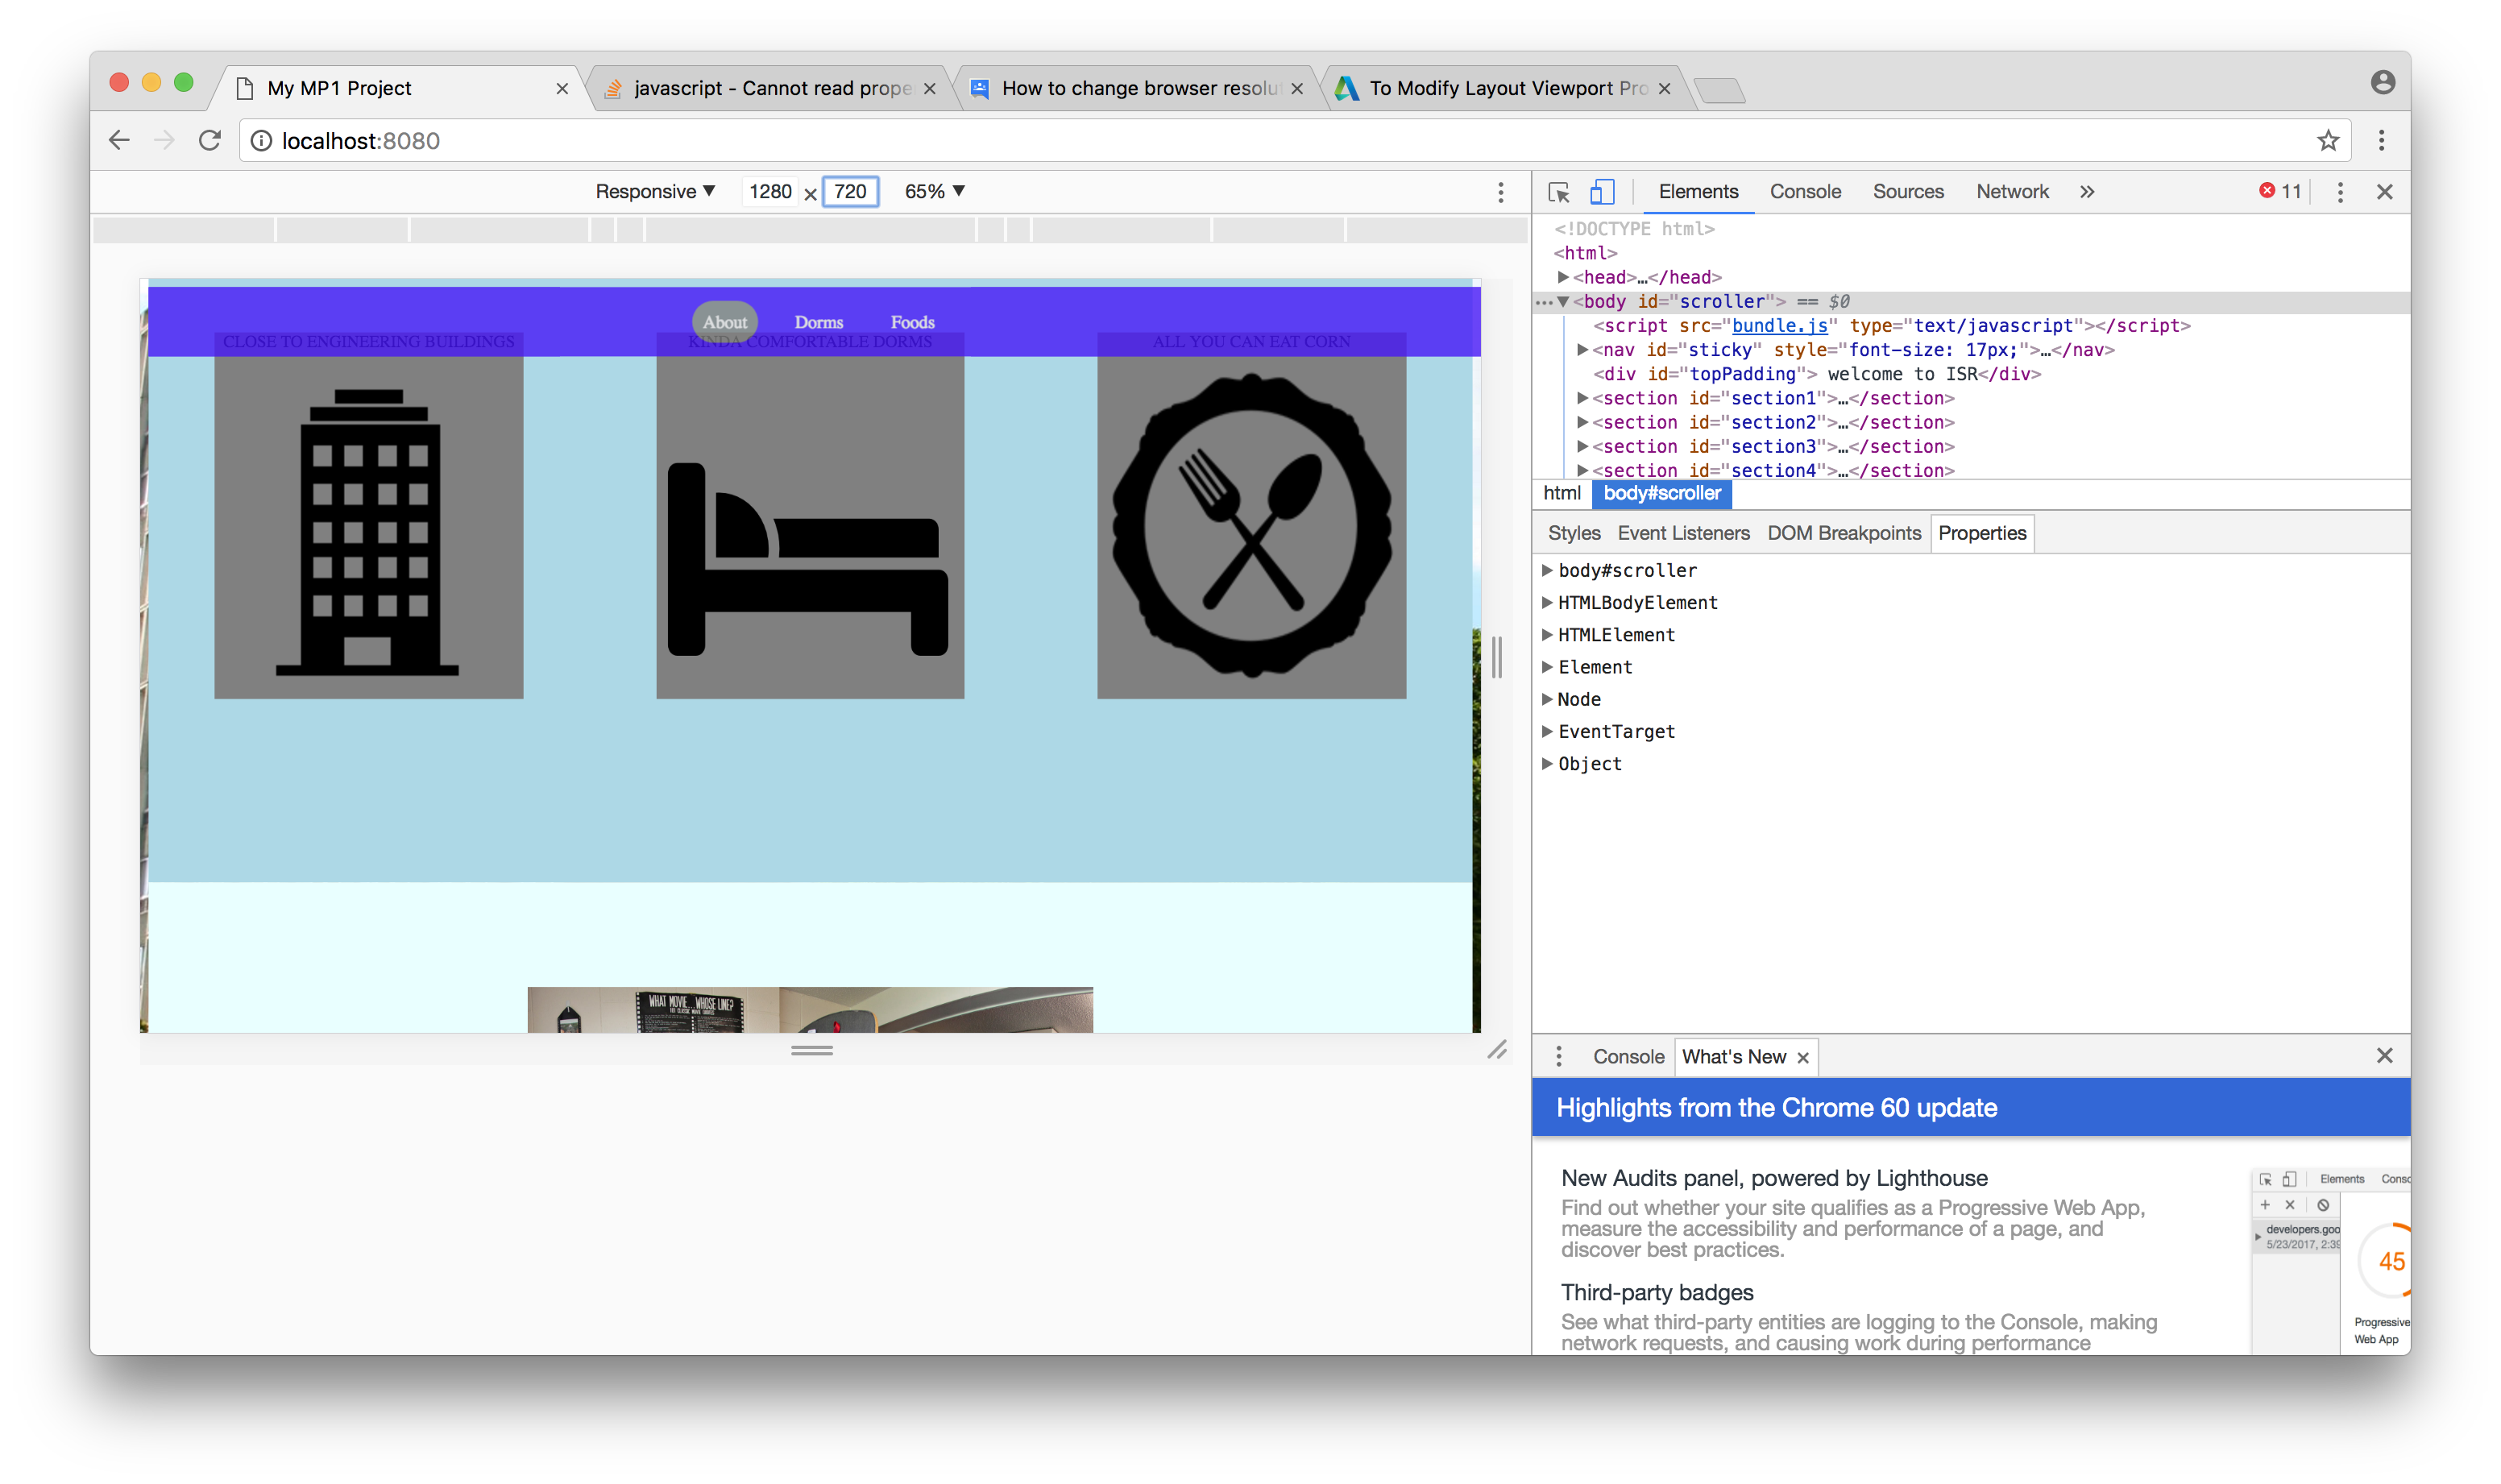 My MP1 Project
javascript - Cannot read prope
How to change browser resolut
To Modify Layout Viewport Pro
localhost:8080
Responsive ▼ 1280 × 720 65% ▼
About Dorms Foods
CLOSE TO ENGINEERING BUILDINGS
KINDA COMFORTABLE DORMS
ALL YOU CAN EAT CORN
WHAT MOVIE... WHOSE LINE?
Elements Console Sources Network » 11
<!DOCTYPE html>
<html>
▶<head>…</head>
…▼<body id="scroller"> == $0
<script src="bundle.js" type="text/javascript"></script>
▶<nav id="sticky" style="font-size: 17px;">…</nav>
<div id="topPadding"> welcome to ISR</div>
▶<section id="section1">…</section>
▶<section id="section2">…</section>
▶<section id="section3">…</section>
▶<section id="section4">…</section>
html body#scroller
Styles Event Listeners DOM Breakpoints Properties
▶body#scroller
▶HTMLBodyElement
▶HTMLElement
▶Element
▶Node
▶EventTarget
▶Object
Console What's New
Highlights from the Chrome 60 update
New Audits panel, powered by Lighthouse
Find out whether your site qualifies as a Progressive Web App,
measure the accessibility and performance of a page, and
discover best practices.
Third-party badges
See what third-party entities are logging to the Console, making
network requests, and causing work during performance
Elements Consc
developers.goo
5/23/2017, 2:39
45
Progressive
Web App